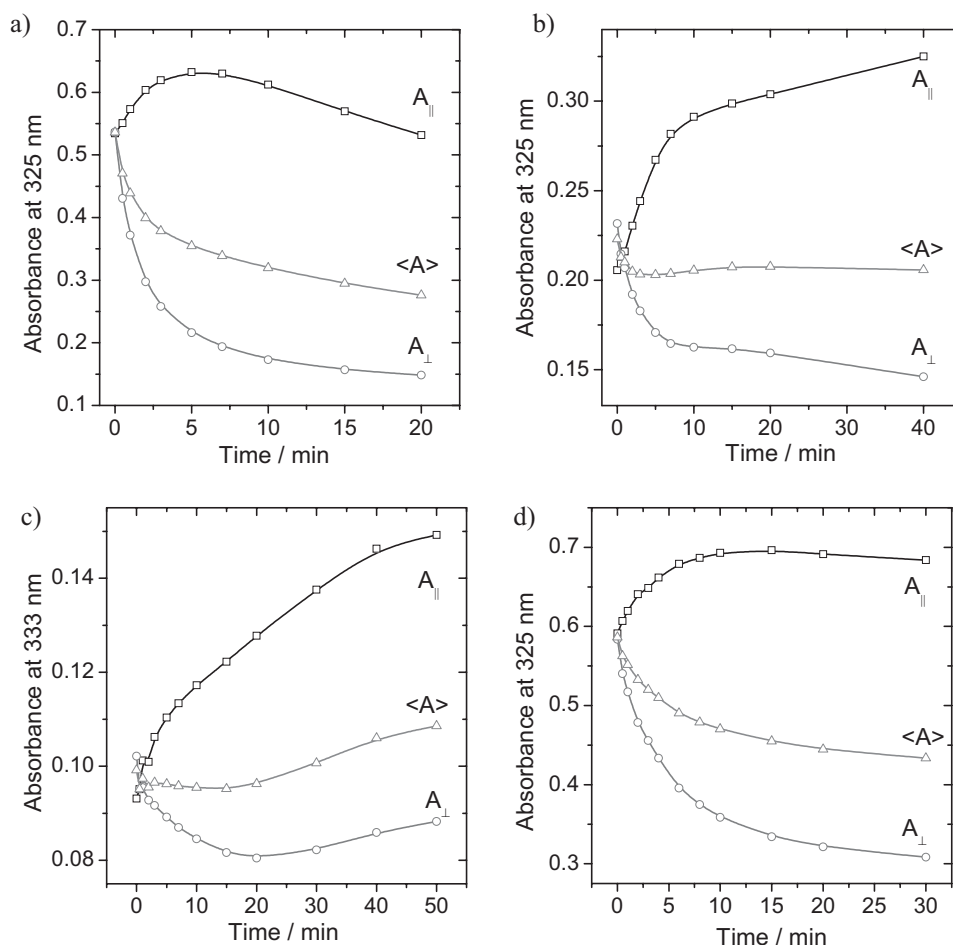 a)
0.7
0.6
0.5
0.4
0.3
0.2
0.1
Absorbance at 325 nm
A||
<A>
A⊥
0 5 10 15 20
Time / min
b)
0.30
0.25
0.20
0.15
Absorbance at 325 nm
A||
<A>
A⊥
0 10 20 30 40
Time / min
c)
0.14
0.12
0.10
0.08
Absorbance at 333 nm
A||
<A>
A⊥
0 10 20 30 40 50
Time / min
d)
0.7
0.6
0.5
0.4
0.3
Absorbance at 325 nm
A||
<A>
A⊥
0 5 10 15 20 25 30
Time / min